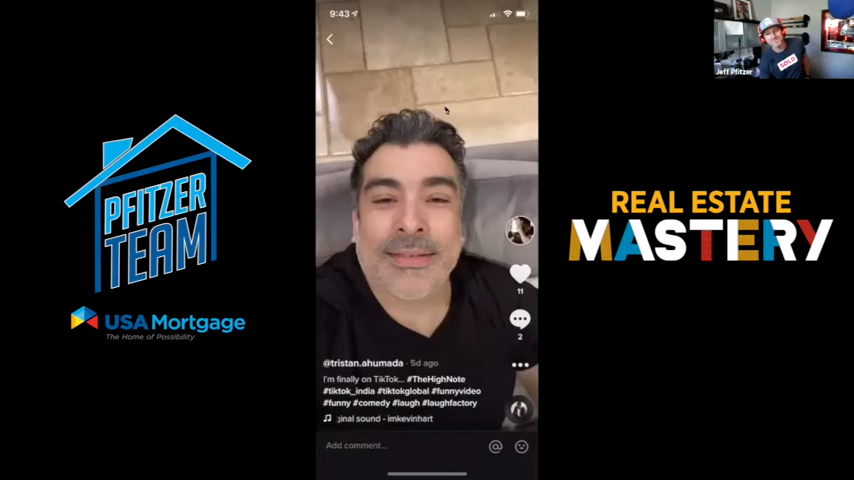 9:43
Jeff Pfitzer
SOLD
PFITZER
TEAM
USA Mortgage
The Home of Possibility
REAL ESTATE
MASTERY
11
2
@tristan.ahumada · 5d ago
I'm finally on TikTok... #TheHighNote
#tiktok_india #tiktokglobal #funnyvideo
#funny #comedy #laugh #laughfactory
ginal sound - imkevinhart
Add comment...